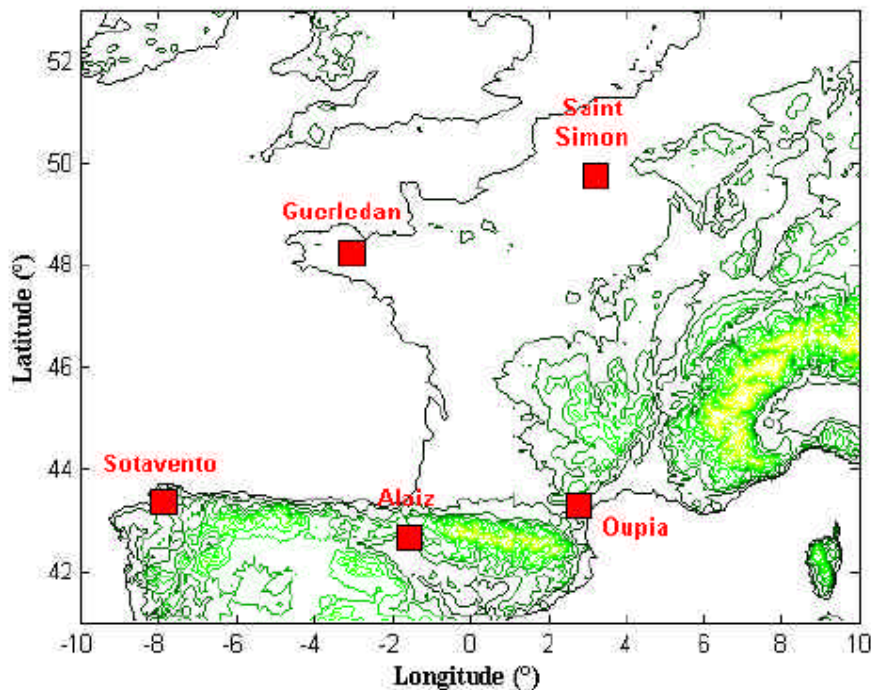 52
50
48
46
44
42
Latitude (°)
Saint
Simon
Guerledan
Sotavento
Alaiz
Oupia
-10
-8
-6
-4
-2
0
2
4
6
8
10
Longitude (°)